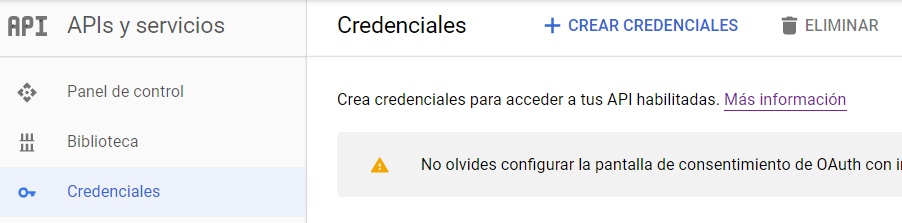 API APIs y servicios
Credenciales
+ CREAR CREDENCIALES
ELIMINAR
Panel de control
Biblioteca
Credenciales
Crea credenciales para acceder a tus API habilitadas. Más información
No olvides configurar la pantalla de consentimiento de OAuth con